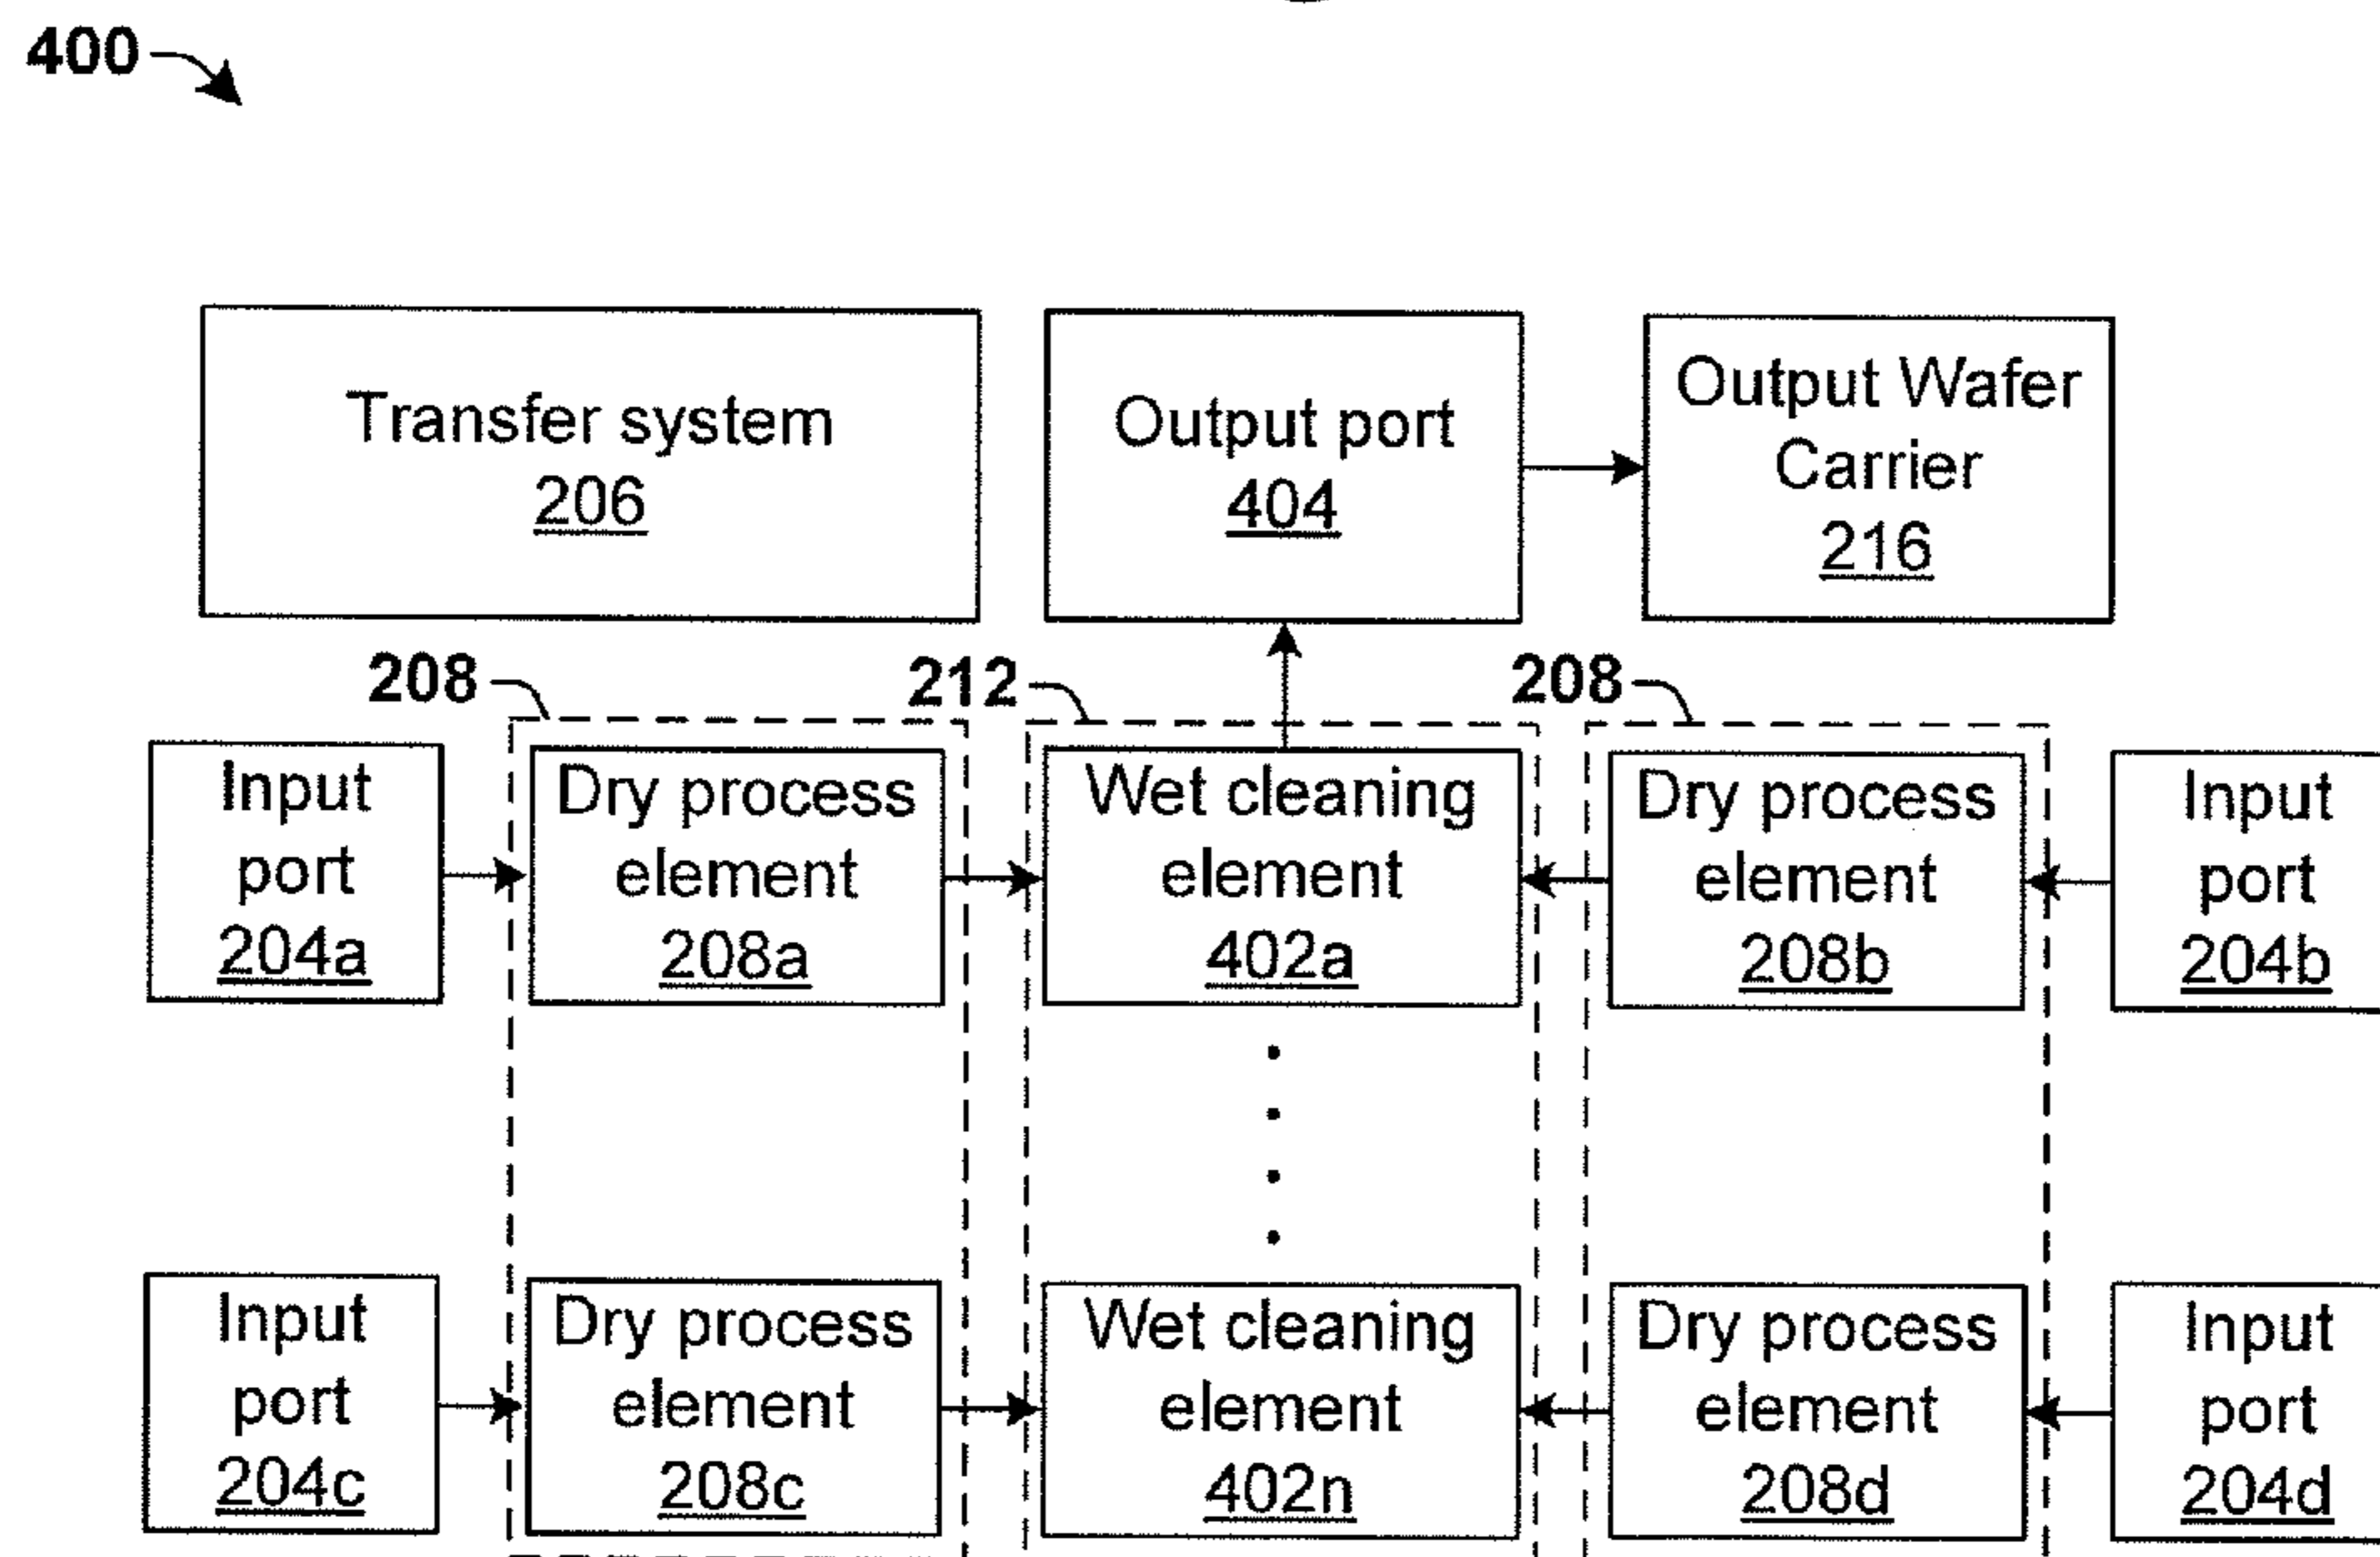 400
Transfer system
206
Output port
404
Output Wafer
Carrier
216
208
212
208
Input
port
204a
Dry process
element
208a
Wet cleaning
element
402a
Dry process
element
208b
Input
port
204b
Input
port
204c
Dry process
element
208c
Wet cleaning
element
402n
Dry process
element
208d
Input
port
204d